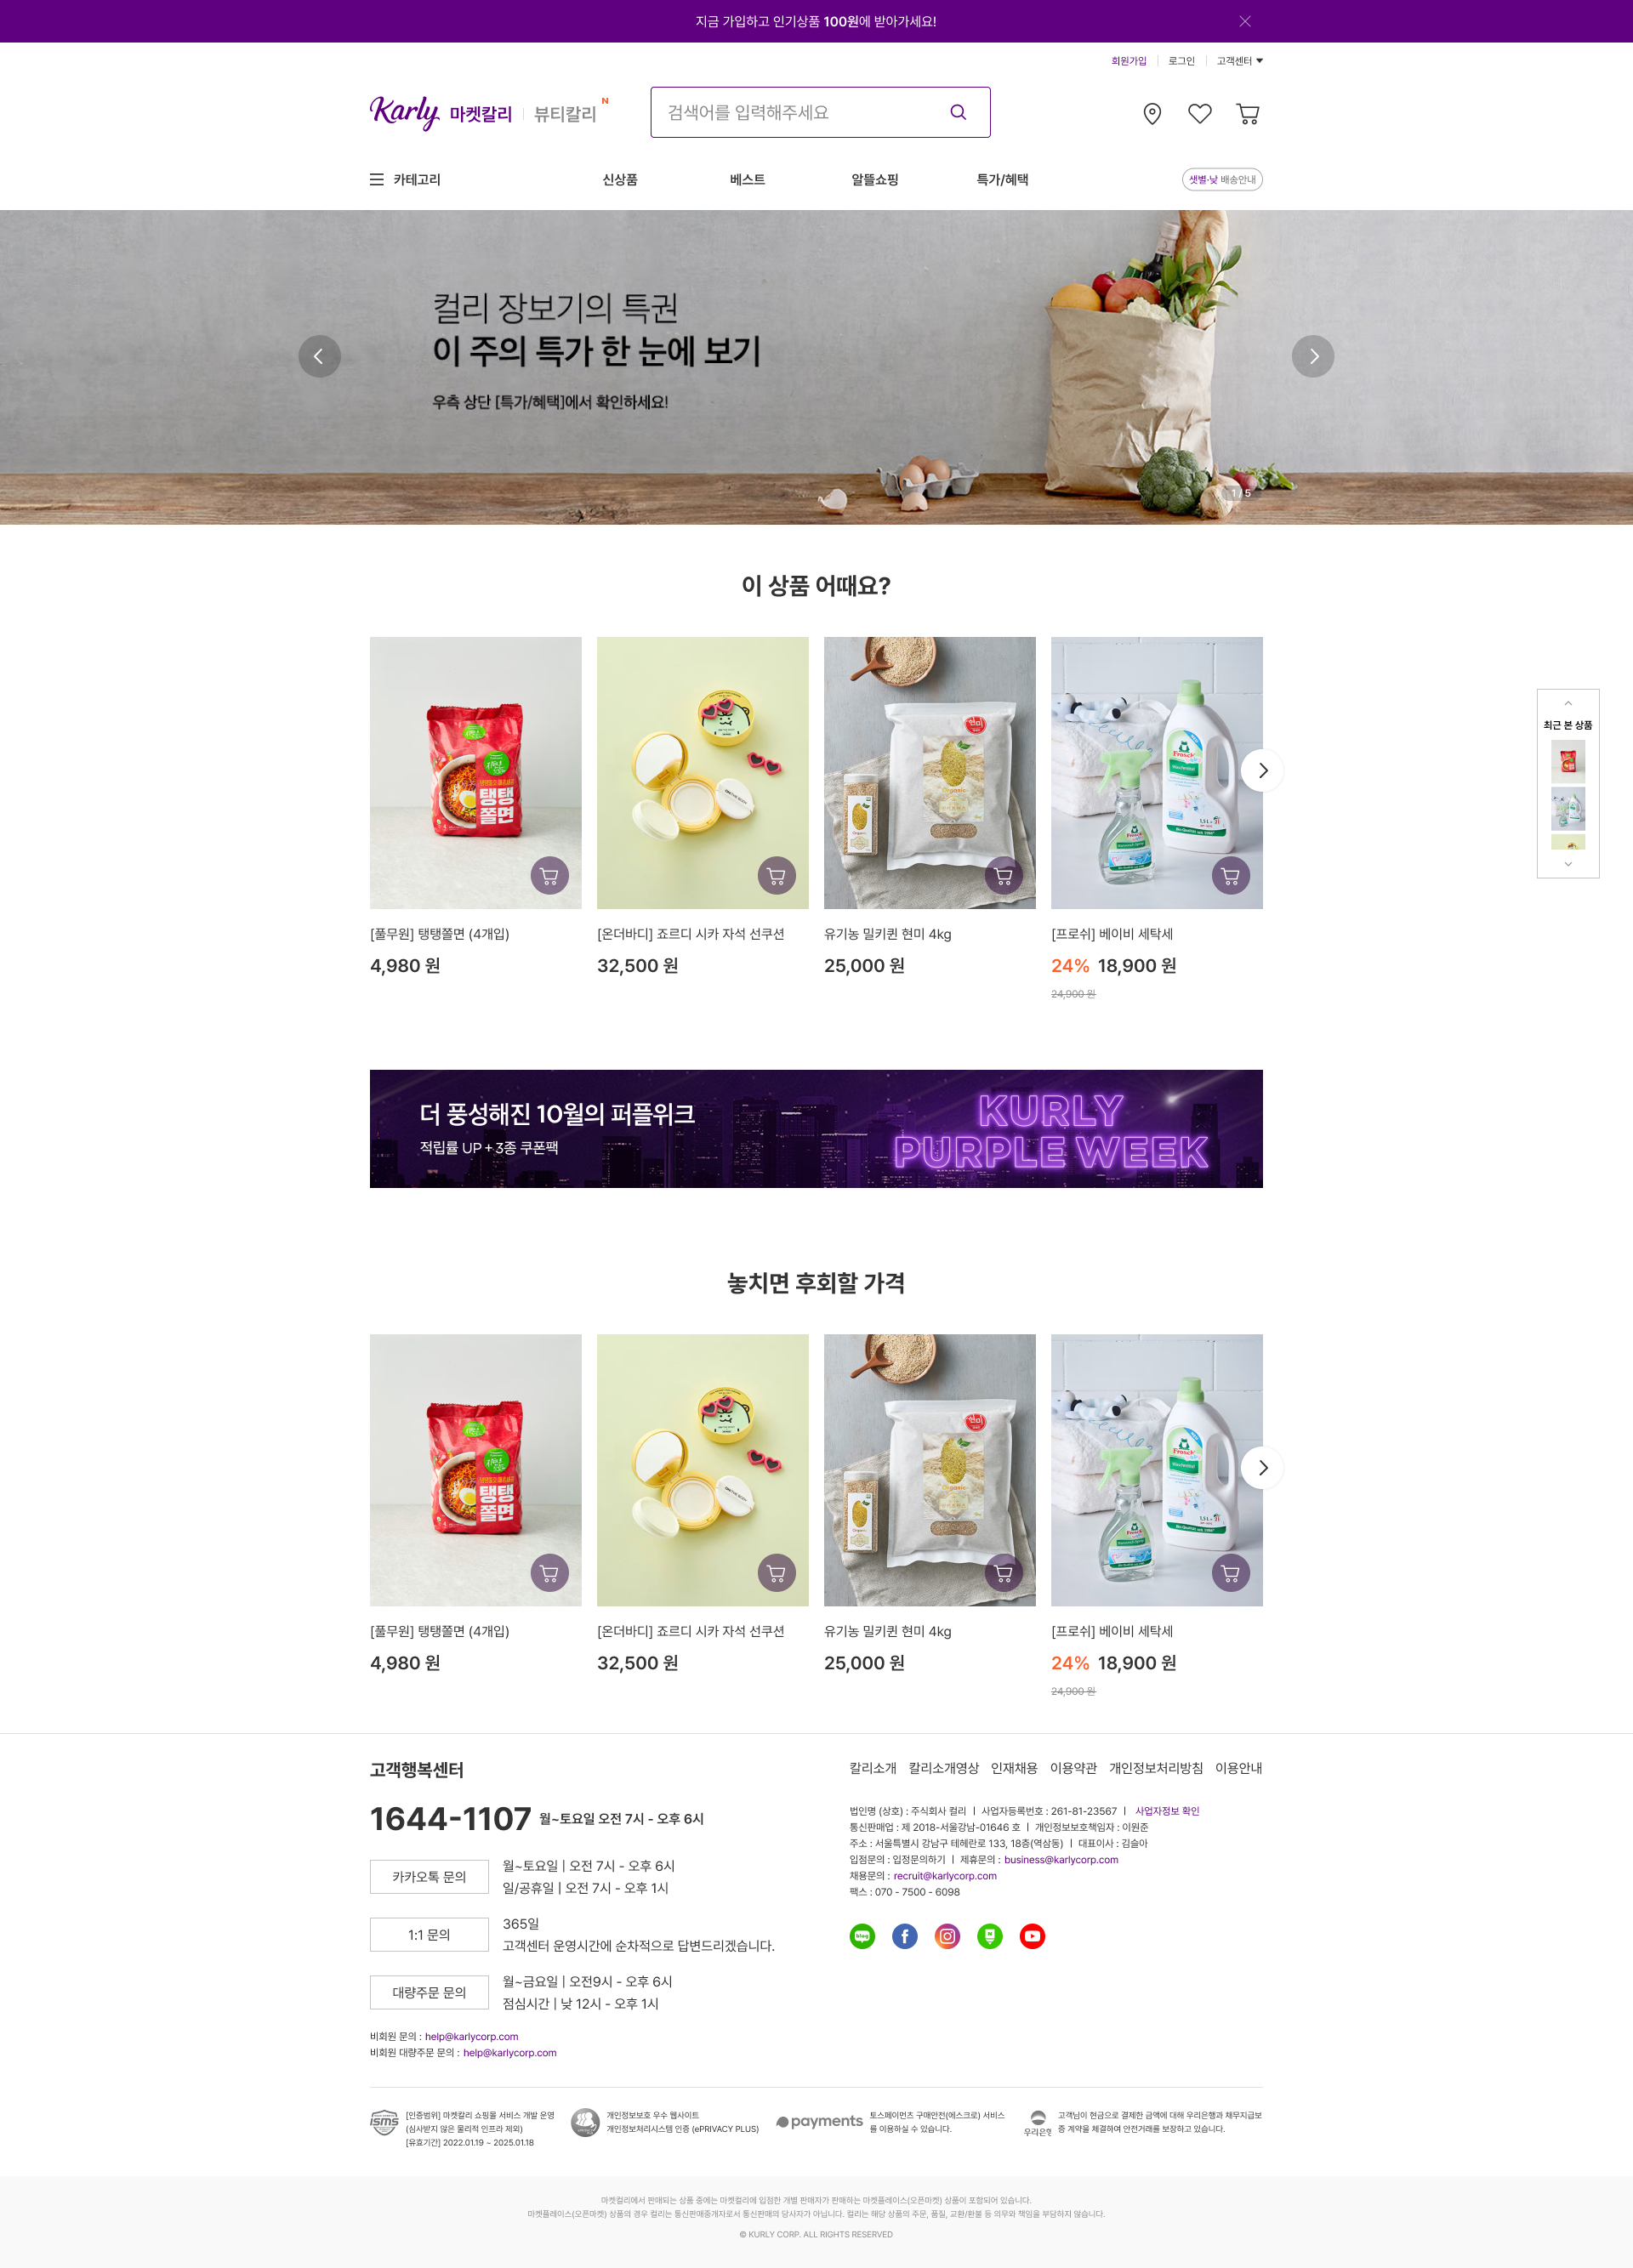 지금 가입하고 인기상품 100원에 받아가세요!
회원가입 로그인 고객센터
Karly 마켓칼리 뷰티칼리 N
검색어를 입력해주세요
카테고리 신상품 베스트 알뜰쇼핑 특가/혜택 샛별·낮 배송안내
컬리 장보기의 특권
이 주의 특가 한 눈에 보기
우측 상단 [특가/혜택]에서 확인하세요!
1 / 5
이 상품 어때요?
탱탱
쫄면
Organic
현미
Frosch
최근 본 상품
[풀무원] 탱탱쫄면 (4개입)
4,980 원
[온더바디] 죠르디 시카 자석 선쿠션
32,500 원
유기농 밀키퀸 현미 4kg
25,000 원
[프로쉬] 베이비 세탁세
24% 18,900 원
24,900 원
더 풍성해진 10월의 퍼플위크
적립률 UP + 3종 쿠폰팩
KURLY
PURPLE WEEK
놓치면 후회할 가격
탱탱
쫄면
Organic
현미
Frosch
[풀무원] 탱탱쫄면 (4개입)
4,980 원
[온더바디] 죠르디 시카 자석 선쿠션
32,500 원
유기농 밀키퀸 현미 4kg
25,000 원
[프로쉬] 베이비 세탁세
24% 18,900 원
24,900 원
고객행복센터
1644-1107 월~토요일 오전 7시 - 오후 6시
카카오톡 문의
월~토요일 | 오전 7시 - 오후 6시
일/공휴일 | 오전 7시 - 오후 1시
1:1 문의
365일
고객센터 운영시간에 순차적으로 답변드리겠습니다.
대량주문 문의
월~금요일 | 오전9시 - 오후 6시
점심시간 | 낮 12시 - 오후 1시
비회원 문의 : help@karlycorp.com
비회원 대량주문 문의 : help@karlycorp.com
칼리소개 칼리소개영상 인재채용 이용약관 개인정보처리방침 이용안내
법인명 (상호) : 주식회사 컬리 | 사업자등록번호 : 261-81-23567 | 사업자정보 확인
통신판매업 : 제 2018-서울강남-01646 호 | 개인정보보호책임자 : 이원준
주소 : 서울특별시 강남구 테헤란로 133, 18층(역삼동) | 대표이사 : 김슬아
입점문의 : 입정문의하기 | 제휴문의 : business@karlycorp.com
채용문의 : recruit@karlycorp.com
팩스 : 070 - 7500 - 6098
blog
isms
[인증범위] 마켓칼리 쇼핑몰 서비스 개발 운영
(심사받지 않은 물리적 인프라 제외)
[유효기간] 2022.01.19 ~ 2025.01.18
개인정보보호 우수 웹사이트
개인정보처리시스템 인증 (ePRIVACY PLUS)
payments
토스페이먼츠 구매안전(에스크로) 서비스
를 이용하실 수 있습니다.
우리은행
고객님이 현금으로 결제한 금액에 대해 우리은행과 채무지급보
증 계약을 체결하여 안전거래를 보장하고 있습니다.
마켓컬리에서 판매되는 상품 중에는 마켓컬리에 입점한 개별 판매자가 판매하는 마켓플레이스(오픈마켓) 상품이 포함되어 있습니다.
마켓플레이스(오픈마켓) 상품의 경우 컬리는 통신판매중개자로서 통신판매의 당사자가 아닙니다. 컬리는 해당 상품의 주문, 품질, 교환/환불 등 의무와 책임을 부담하지 않습니다.
© KURLY CORP. ALL RIGHTS RESERVED